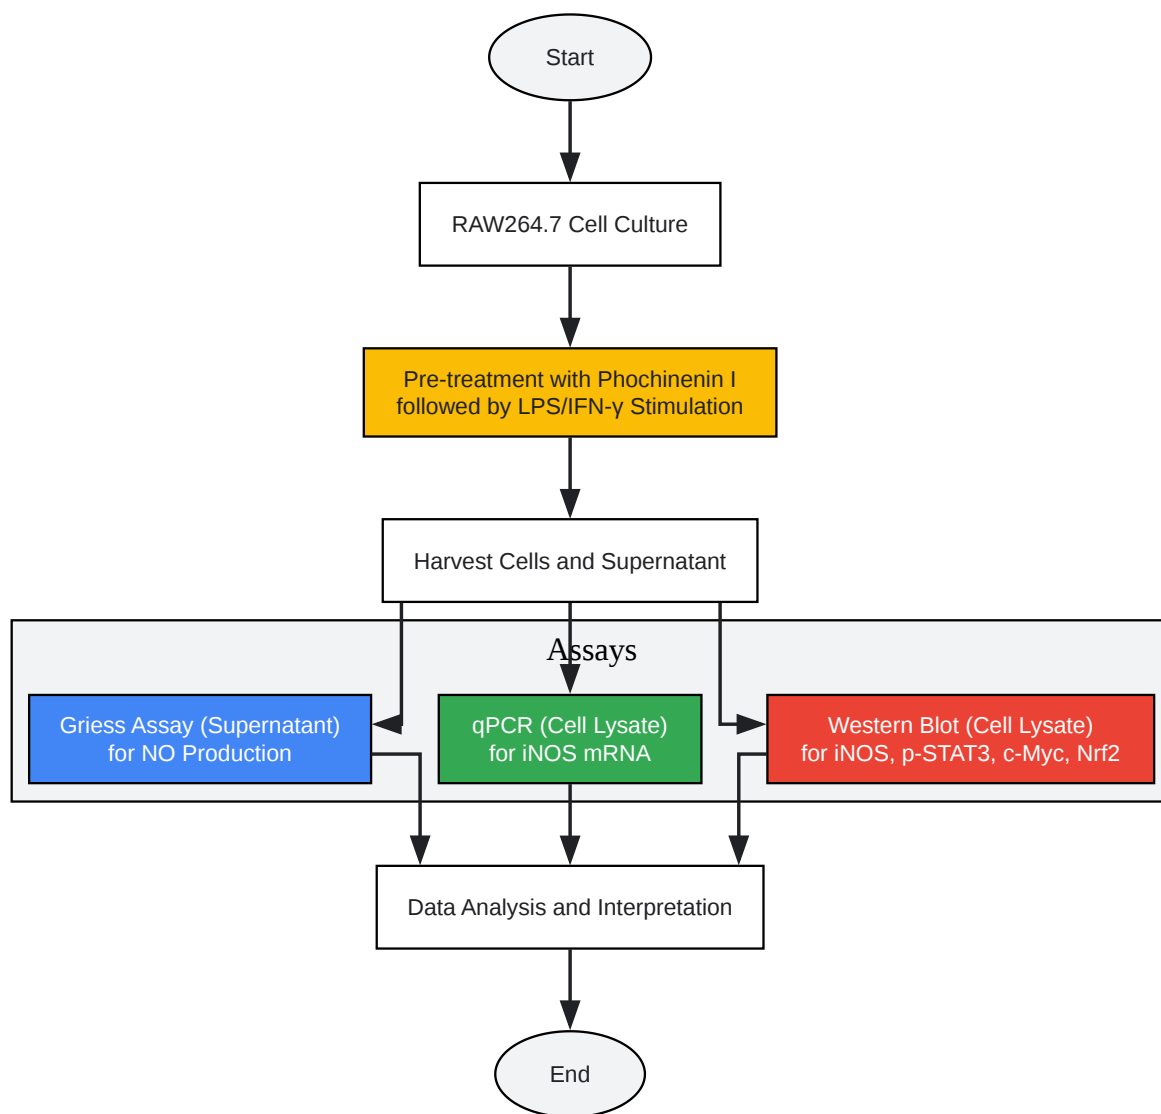 Start
RAW264.7 Cell Culture
Pre-treatment with Phochinenin I
followed by LPS/IFN-γ Stimulation
Harvest Cells and Supernatant
Assays
Griess Assay (Supernatant)
for NO Production
qPCR (Cell Lysate)
for iNOS mRNA
Western Blot (Cell Lysate)
for iNOS, p-STAT3, c-Myc, Nrf2
Data Analysis and Interpretation
End